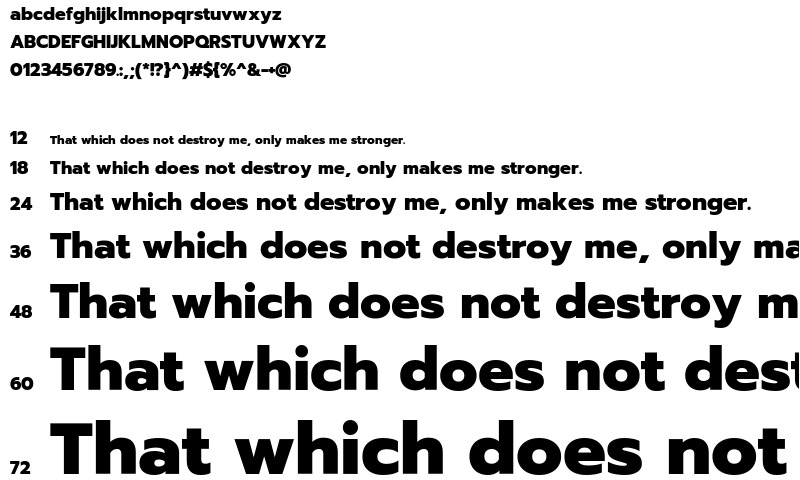 abcdefghijklmnopqrstuvwxyz
ABCDEFGHIJKLMNOPQRSTUVWXYZ
0123456789.:,;(*!?}^)#${%^&-+@
12 That which does not destroy me, only makes me stronger.
18 That which does not destroy me, only makes me stronger.
24 That which does not destroy me, only makes me stronger.
36 That which does not destroy me, only ma
48 That which does not destroy m
60 That which does not dest
72 That which does not